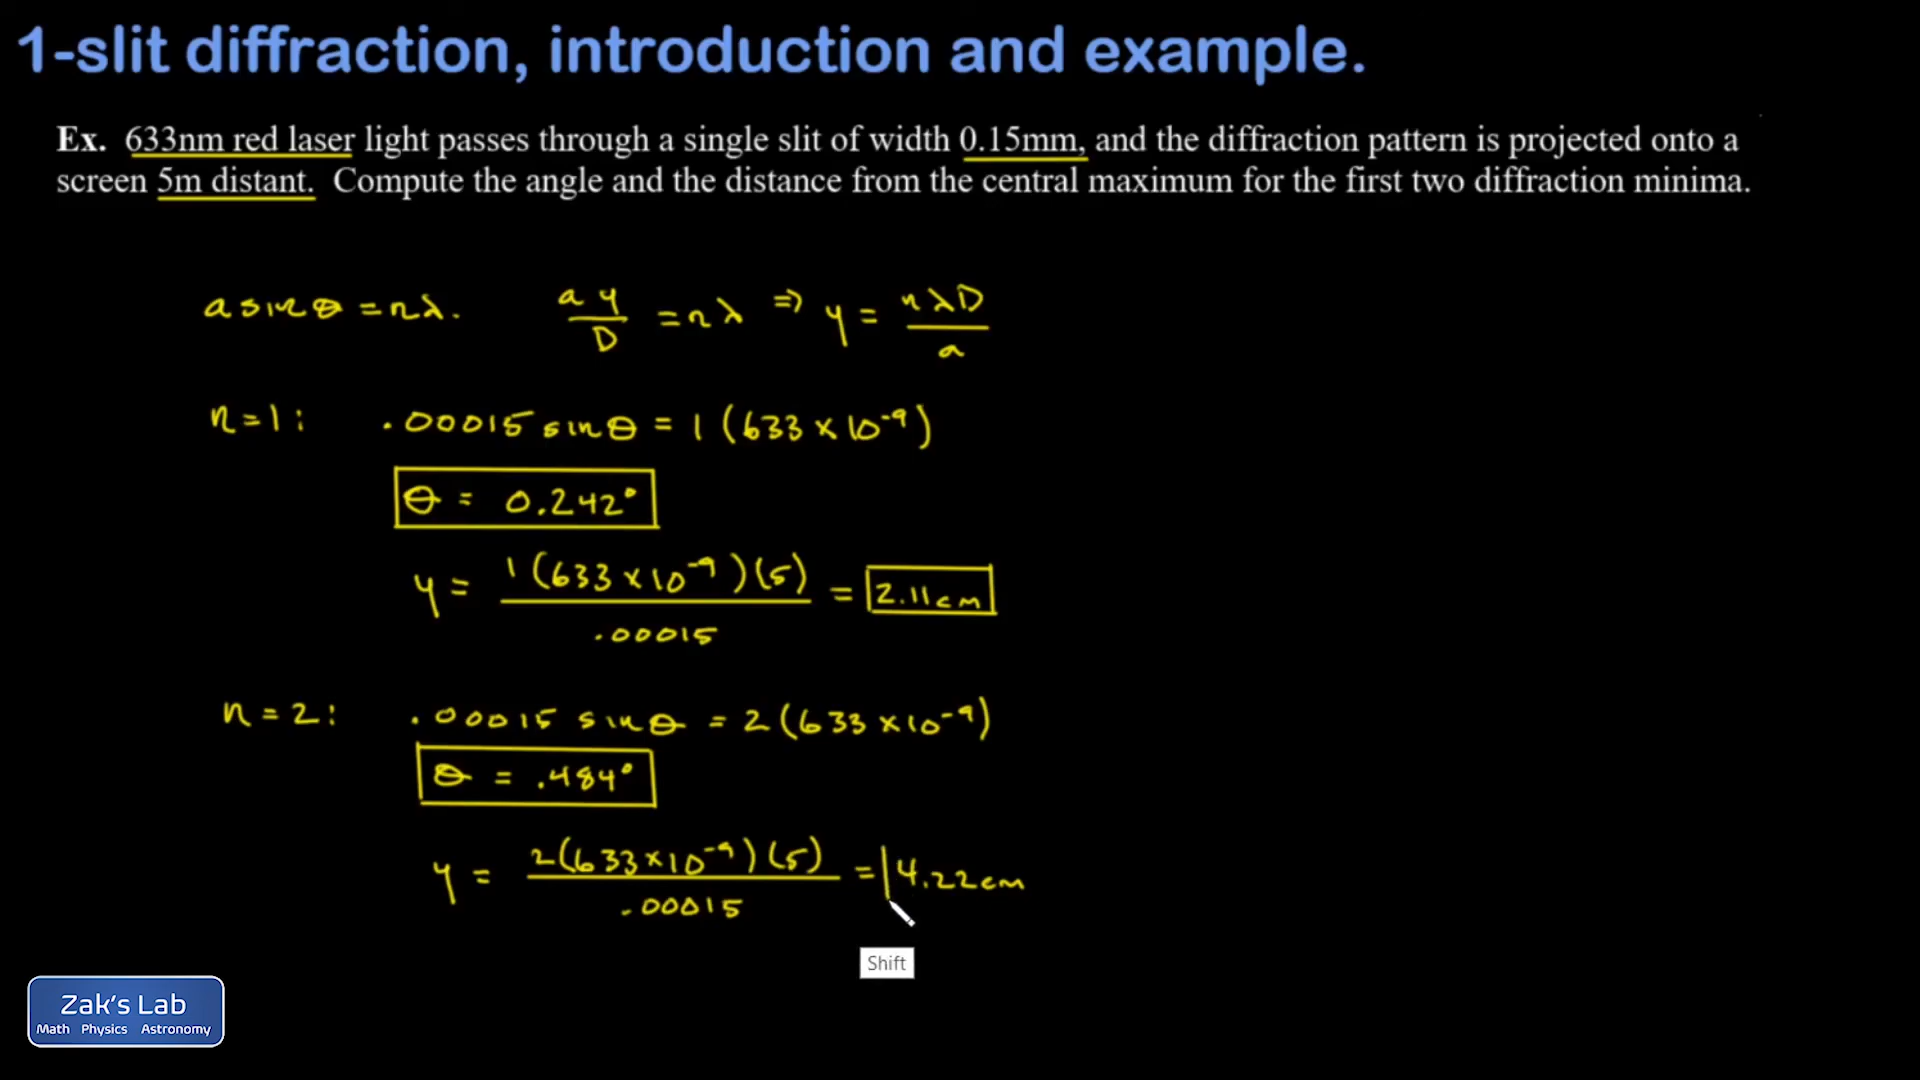 1-slit diffraction, introduction and example.
Ex. 633nm red laser light passes through a single slit of width 0.15mm, and the diffraction pattern is projected onto a
screen 5m distant. Compute the angle and the distance from the central maximum for the first two diffraction minima.
a sin θ = nλ. ay/D = nλ ⇒ y = nλD/a
n=1: .00015 sin θ = 1 (633 × 10⁻⁹)
θ = 0.242°
y = 1(633 × 10⁻⁹)(5)/.00015 = 2.11cm
n=2: .00015 sin θ = 2(633 × 10⁻⁹)
θ = .484°
y = 2(633 × 10⁻⁹)(5)/.00015 = 4.22cm
Shift
Zak's Lab
Math Physics Astronomy